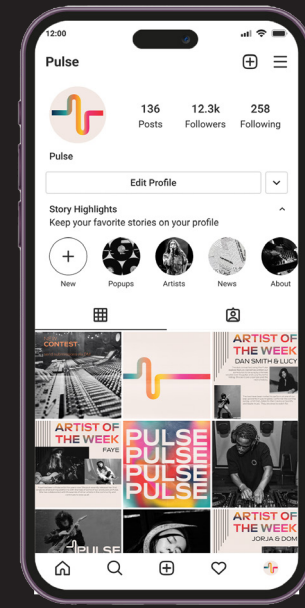 12:00
Pulse
136
12.3k
258
Posts
Followers
Following
Pulse
Edit Profile
Story Highlights
Keep your favorite stories on your profile
New
Popups
Artists
News
About
CONTEST
ARTIST OF
THE WEEK
DAN SMITH & LUCY
ARTIST OF
THE WEEK
FAYE
PULSE
PULSE
PULSE
PULSE
PULSE
ARTIST OF
THE WEEK
JORJA & DOM